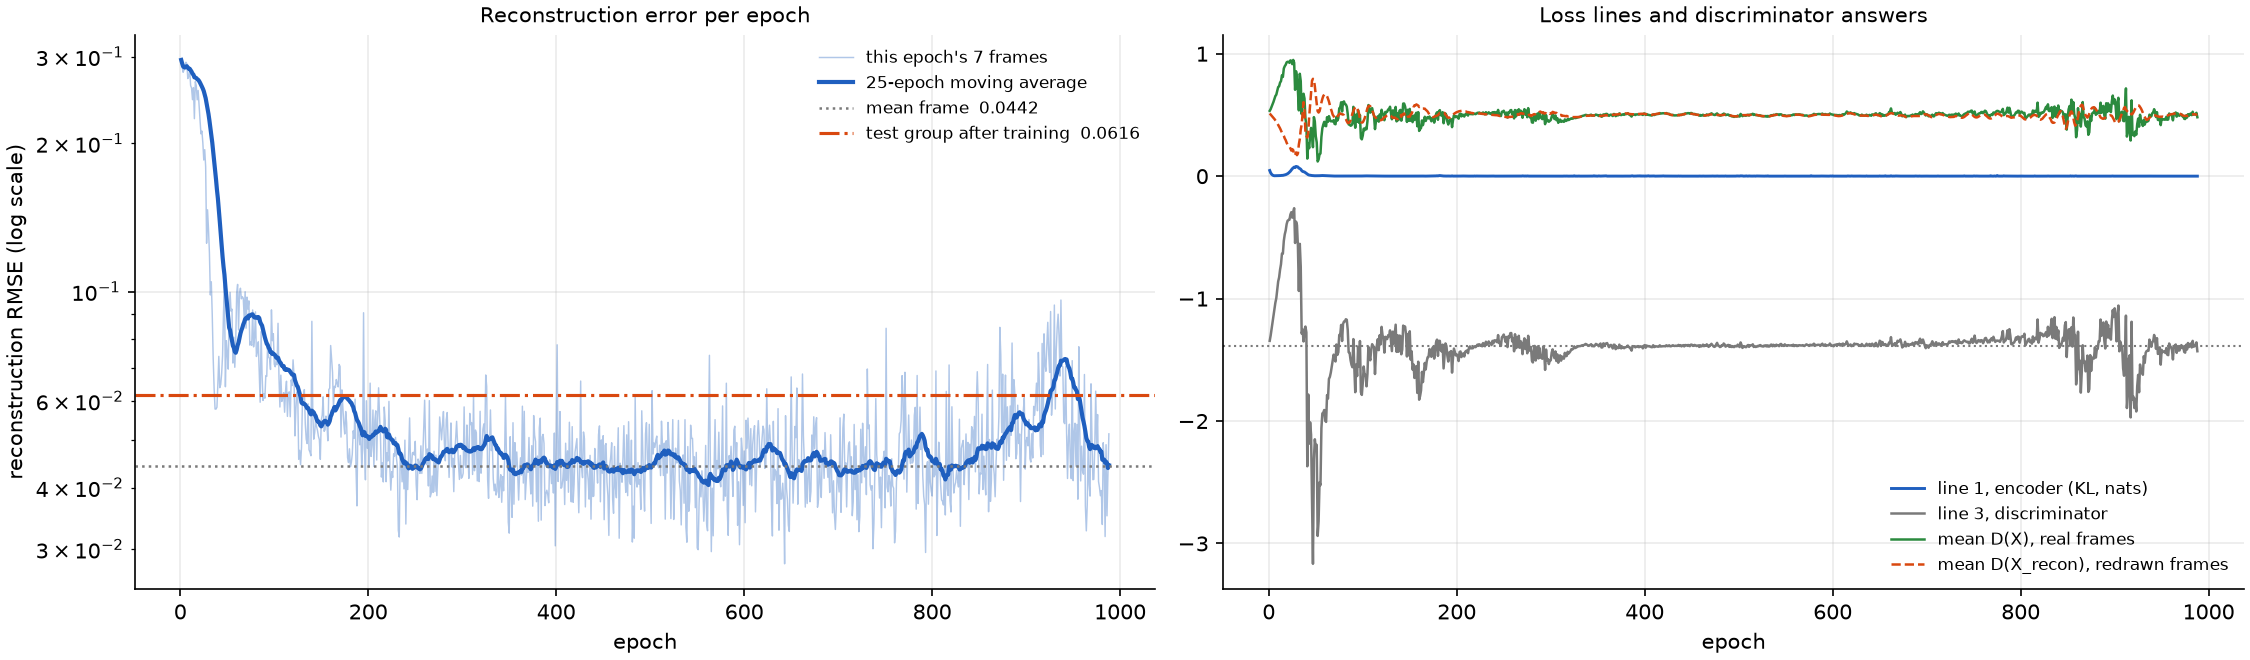 Reconstruction error per epoch
reconstruction RMSE (log scale)
3 × 10⁻¹
2 × 10⁻¹
10⁻¹
6 × 10⁻²
4 × 10⁻²
3 × 10⁻²
this epoch's 7 frames
25-epoch moving average
mean frame 0.0442
test group after training 0.0616
0 200 400 600 800 1000
epoch
Loss lines and discriminator answers
1
0
−1
−2
−3
line 1, encoder (KL, nats)
line 3, discriminator
mean D(X), real frames
mean D(X_recon), redrawn frames
0 200 400 600 800 1000
epoch